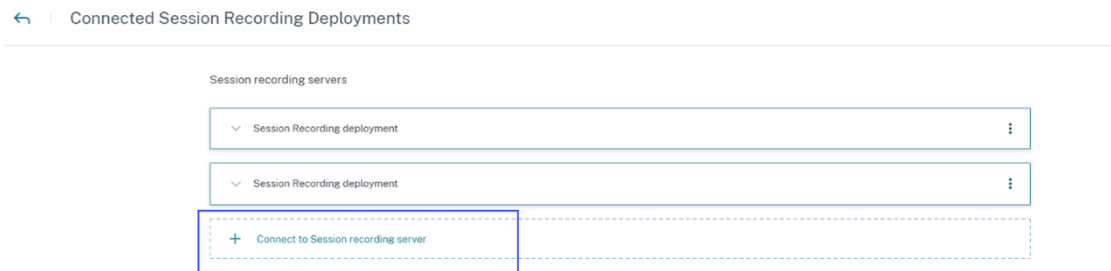 Connected Session Recording Deployments
Session recording servers
Session Recording deployment
Session Recording deployment
Connect to Session recording server